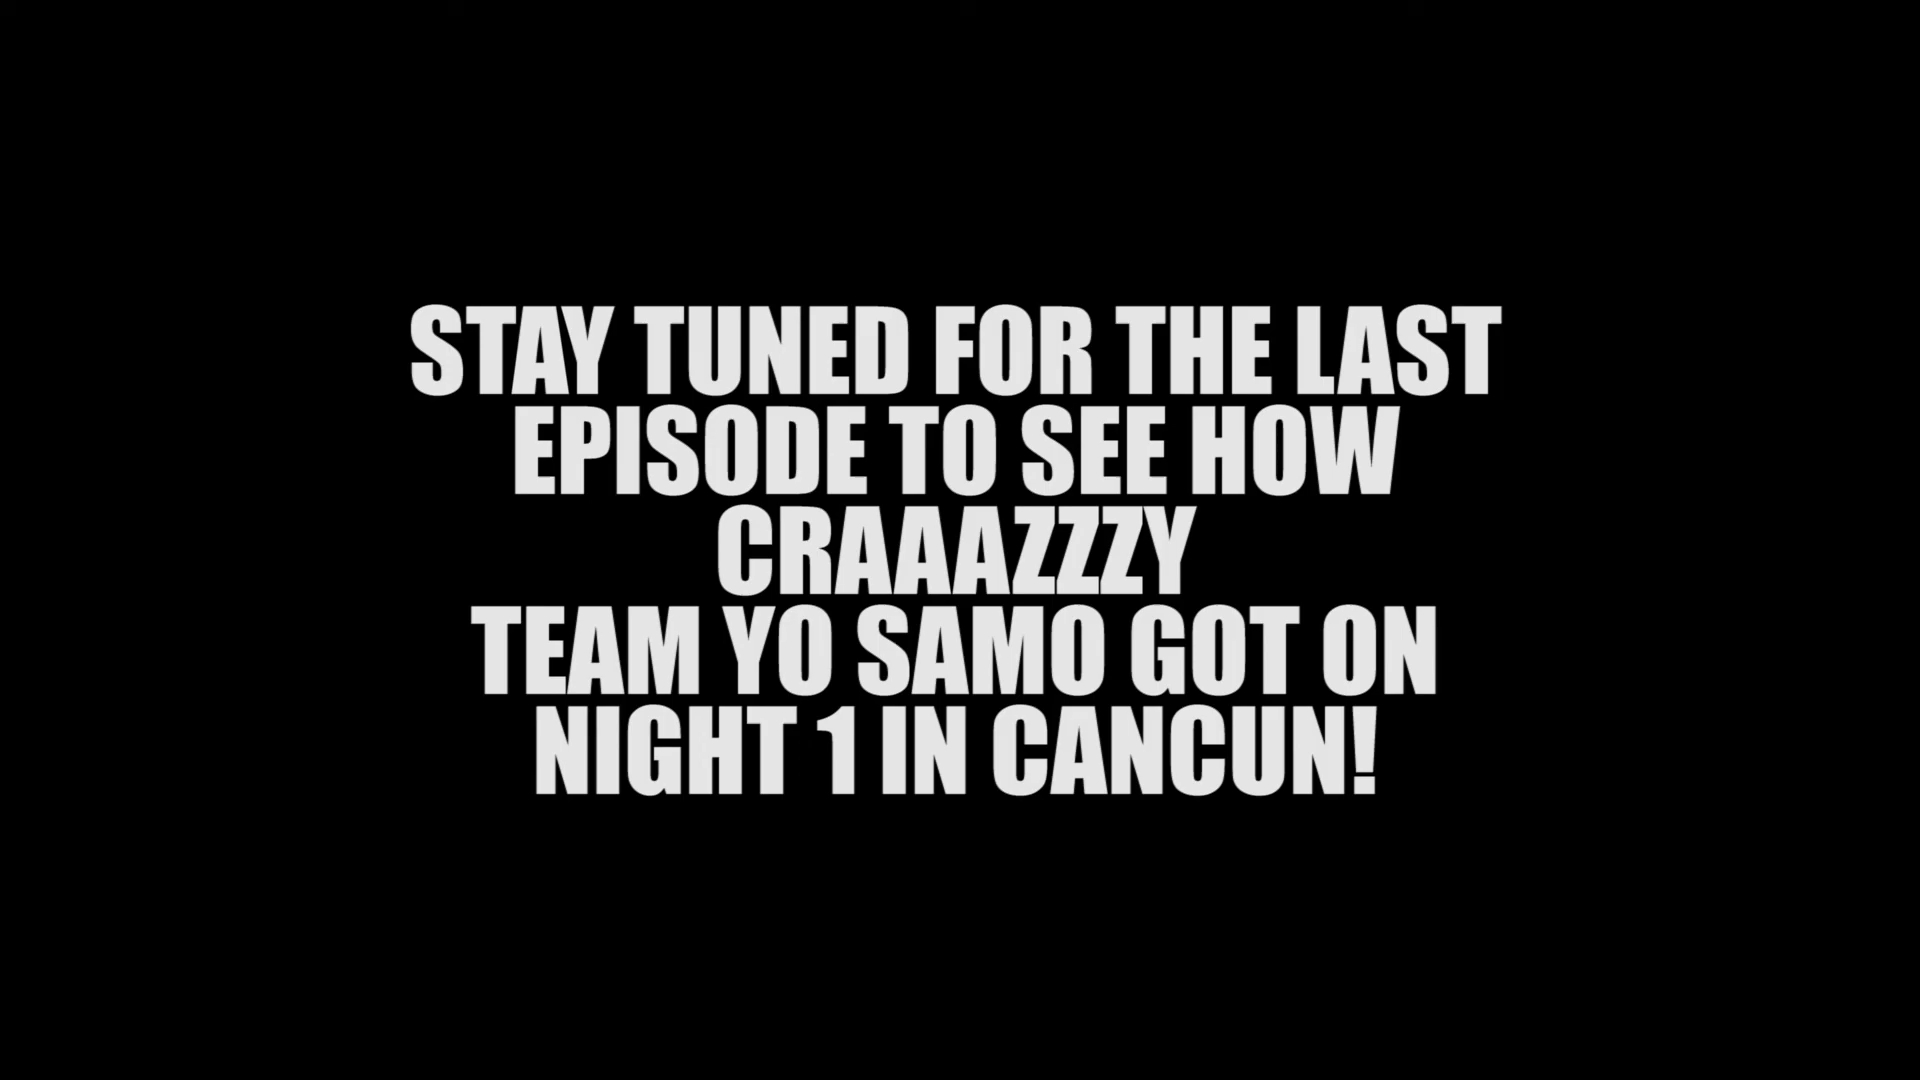 STAY TUNED FOR THE LAST
EPISODE TO SEE HOW
CRAAAZZZY
TEAM YO SAMO GOT ON
NIGHT 1 IN CANCUN!